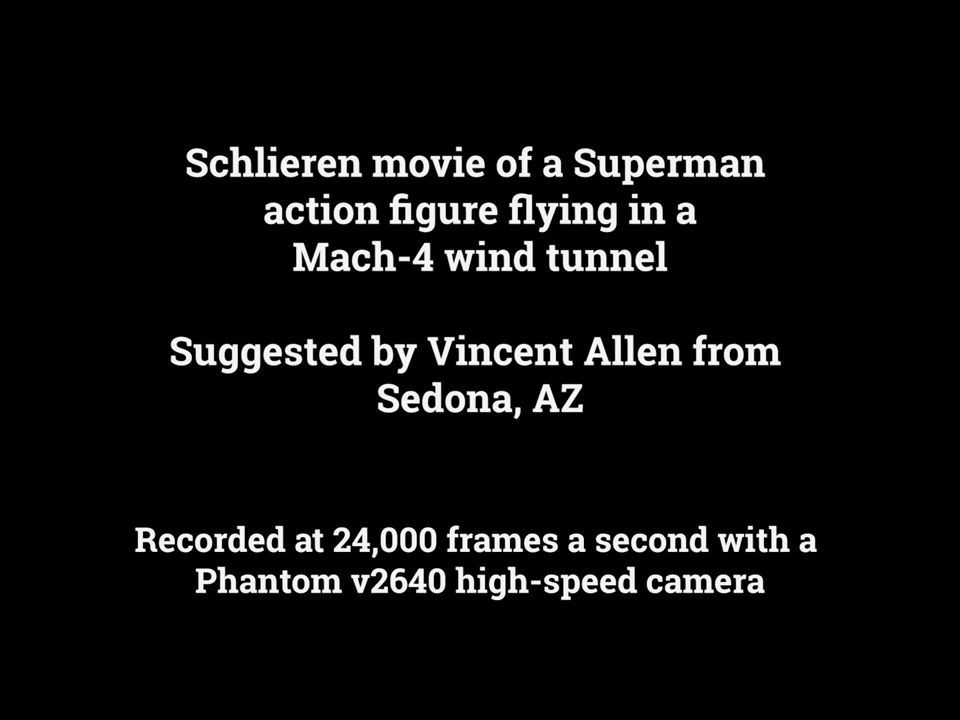 Schlieren movie of a Superman
action figure flying in a
Mach-4 wind tunnel
Suggested by Vincent Allen from
Sedona, AZ
Recorded at 24,000 frames a second with a
Phantom v2640 high-speed camera